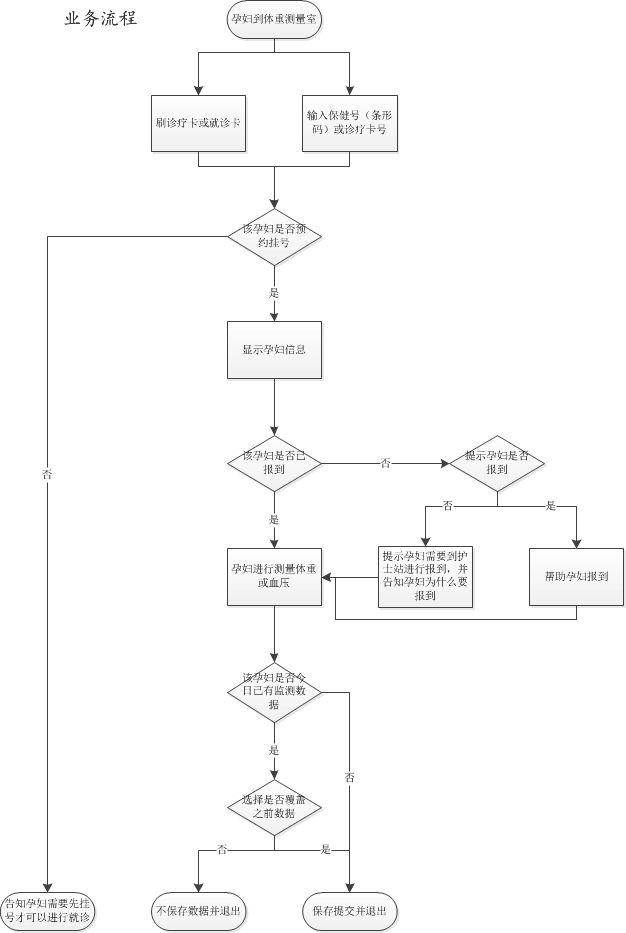 业务流程
孕妇到体重测量室
刷诊疗卡或就诊卡
输入保健号（条形
码）或诊疗卡号
该孕妇是否预
约挂号
是
显示孕妇信息
否
该孕妇是否已
报到
否
提示孕妇是否
报到
是
否
是
孕妇进行测量体重
或血压
提示孕妇需要到护
士站进行报到，并
告知孕妇为什么要
报到
帮助孕妇报到
该孕妇是否今
日已有监测数
据
是
否
选择是否覆盖
之前数据
否
是
告知孕妇需要先挂
号才可以进行就诊
不保存数据并退出
保存提交并退出